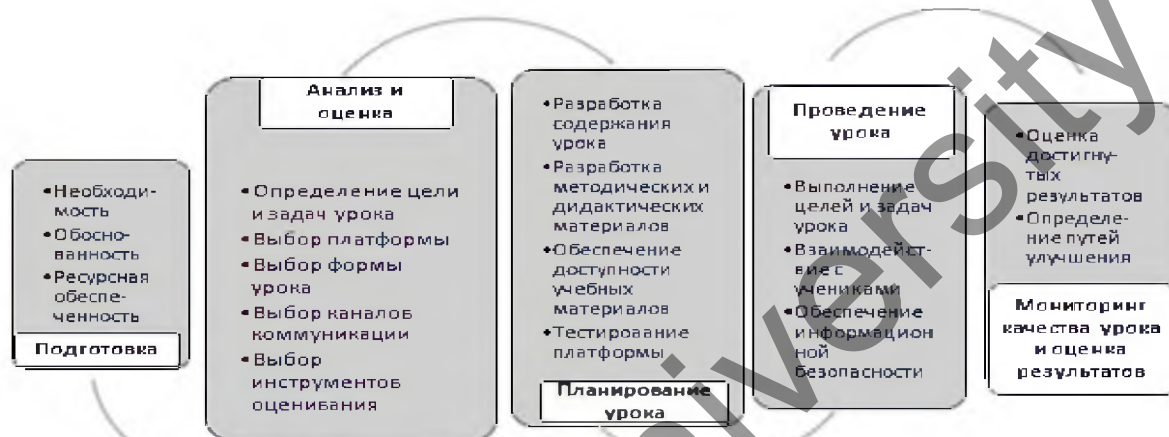 •Необходи-
мость
•Обосно-
ванность
•Ресурсная
обеспе-
ченность
Подготовка
Анализ и
оценка
•Определение цели
и задач урока
•Выбор платформы
•Выбор формы
урока
•Выбор каналов
коммуникации
•Выбор
инструментов
оценивания
•Разработка
содержания
урока
•Разработка
методических и
дидактических
материалов
•Обеспечение
доступности
учебных
материалов
•Тестирование
платформы
Планирование
урока
Проведение
урока
•Выполнение
целей и задач
урока
•Взаимодейст-
вие с
учениками
•Обеспечение
информацион
ной
безопасности
•Оценка
достигну-
тых
результатов
•Определе-
ние путей
улучшения
Мониторинг
качества урока
и оценка
результатов
university